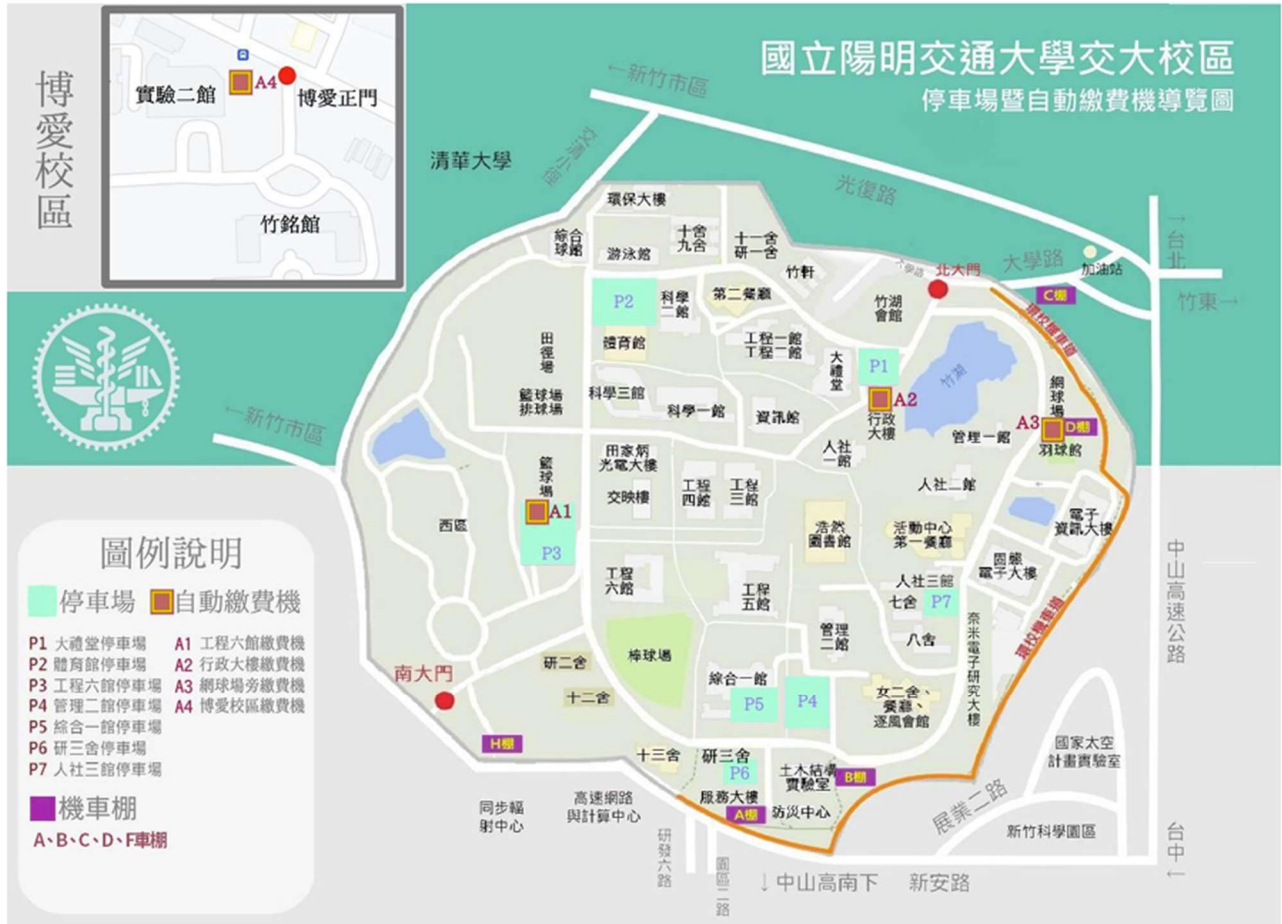 國立陽明交通大學交大校區
停車場暨自動繳費機導覽圖
博愛校區
實驗二館
A4
博愛正門
竹銘館
清華大學
←新竹市區
交清小徑
光復路
↑台北
大學路
加油站
竹東→
C棚
環校機車道
大學路
北大門
環保大樓
綜合
球館
游泳館
十舍
九舍
十一舍
研一舍
竹軒
P2
科學
二館
第二餐廳
竹湖
會館
體育館
工程一館
工程二館
大禮堂
P1
竹湖
田徑場
網球場
籃球場
排球場
科學三館
科學一館
資訊館
A2
行政
大樓
A3
D棚
羽球館
管理一館
人社
一館
←新竹市區
田家炳
光電大樓
籃球場
交映樓
工程
四館
工程
三館
人社二館
A1
P3
西區
浩然
圖書館
活動中心
第一餐廳
電子
資訊大樓
固態
電子大樓
中山高速公路
工程
六館
工程
五館
人社三館
七舍
P7
八舍
奈米電子研究大樓
環校機車道
棒球場
管理
二館
研二舍
十二舍
南大門
綜合一館
P5
P4
女二舍、
餐廳、
逐風會館
H棚
十三舍
研三舍
P6
服務大樓
A棚
土木結構
實驗室
B棚
防災中心
國家太空
計畫實驗室
展業二路
新竹科學園區
台中↓
同步輻
射中心
高速網路
與計算中心
研發六路
園區二路
↓中山高南下
新安路
圖例說明
停車場
自動繳費機
P1 大禮堂停車場
A1 工程六館繳費機
P2 體育館停車場
A2 行政大樓繳費機
P3 工程六館停車場
A3 網球場旁繳費機
P4 管理二館停車場
A4 博愛校區繳費機
P5 綜合一館停車場
P6 研三舍停車場
P7 人社三館停車場
機車棚
A、B、C、D、F車棚